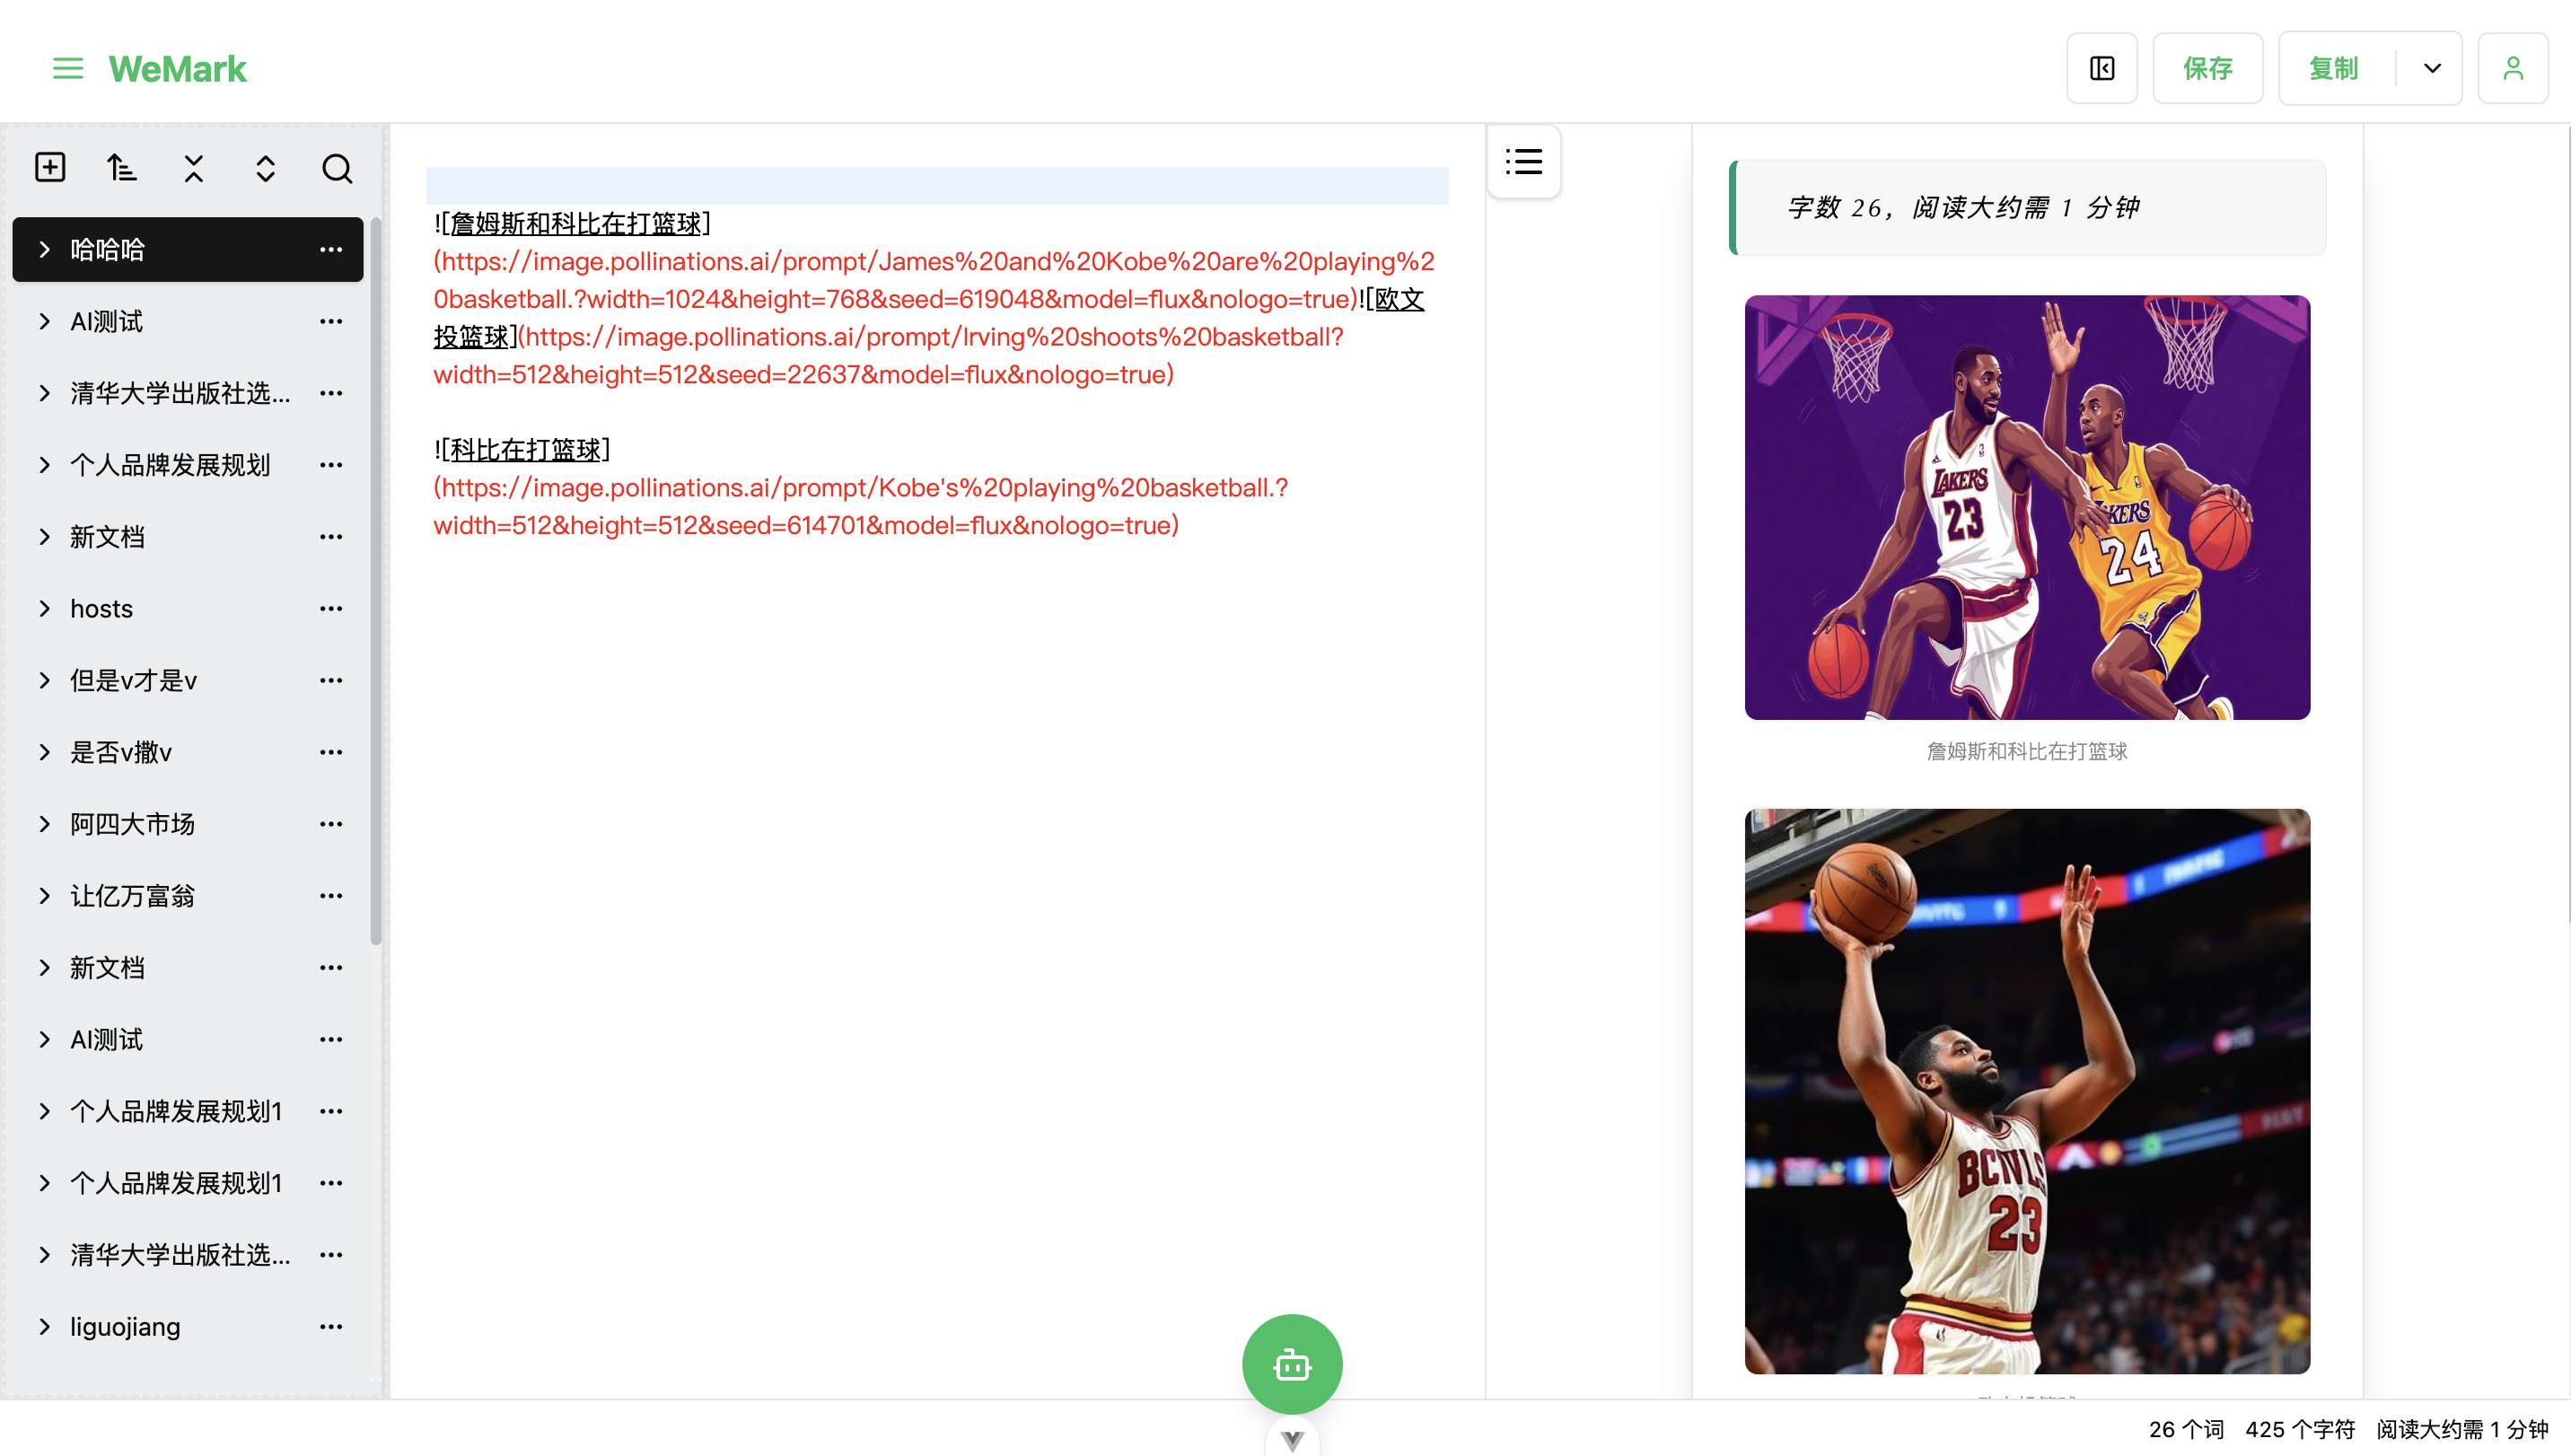 WeMark
保存
复制
哈哈哈
AI测试
清华大学出版社选...
个人品牌发展规划
新文档
hosts
但是v才是v
是否v撒v
阿四大市场
让亿万富翁
新文档
AI测试
个人品牌发展规划1
个人品牌发展规划1
清华大学出版社选...
liguojiang
![詹姆斯和科比在打篮球]
(https://image.pollinations.ai/prompt/James%20and%20Kobe%20are%20playing%2
0basketball.?width=1024&height=768&seed=619048&model=flux&nologo=true)![欧文
投篮球](https://image.pollinations.ai/prompt/Irving%20shoots%20basketball?
width=512&height=512&seed=22637&model=flux&nologo=true)
![科比在打篮球]
(https://image.pollinations.ai/prompt/Kobe's%20playing%20basketball.?
width=512&height=512&seed=614701&model=flux&nologo=true)
字数 26，阅读大约需 1 分钟
LAKERS
23
KERS
24
詹姆斯和科比在打篮球
BCNLS
23
26 个词 425 个字符 阅读大约需 1 分钟